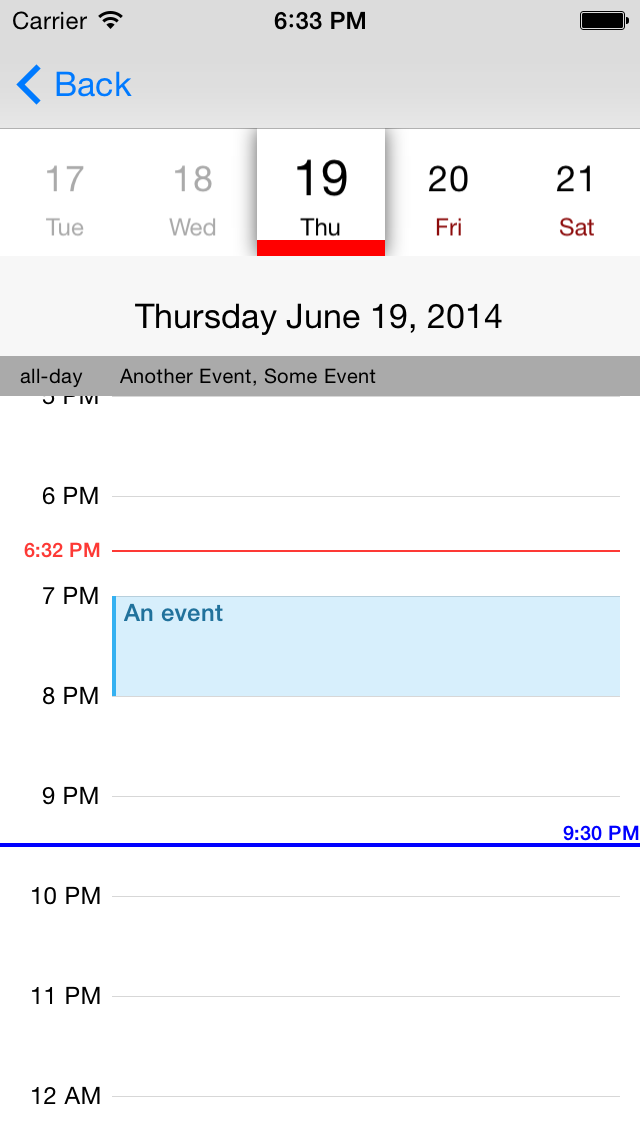 Carrier 6:33 PM
Back
17 18 19 20 21
Tue Wed Thu Fri Sat
Thursday June 19, 2014
all-day Another Event, Some Event
5 PM
6 PM
6:32 PM
7 PM
An event
8 PM
9 PM
9:30 PM
10 PM
11 PM
12 AM